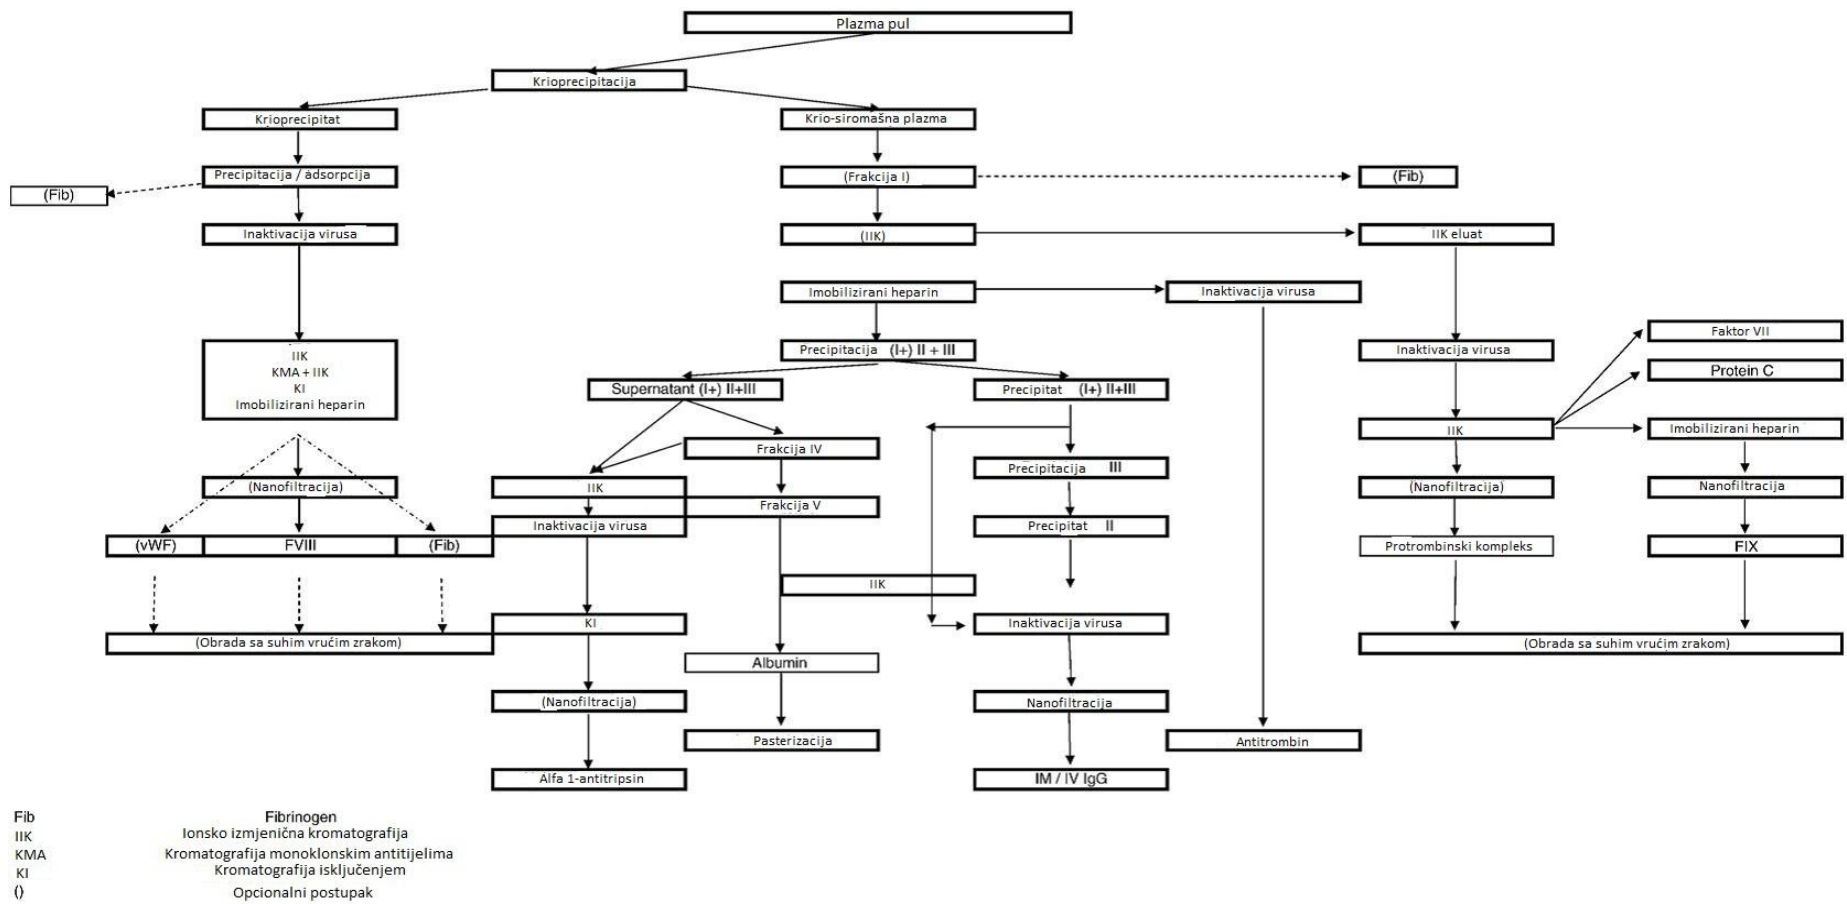 Plazma pul
Krioprecipitacija
Krioprecipitat
Krio-siromašna plazma
Precipitacija / adsorpcija
(Frakcija I)
(Fib)
(Fib)
Inaktivacija virusa
(IIK)
IIK eluat
Imobilizirani heparin
Inaktivacija virusa
Faktor VII
IIK
KMA + IIK
KI
Imobilizirani heparin
Precipitacija (I+) II + III
Inaktivacija virusa
Protein C
Supernatant (I+) II+III
Precipitat (I+) II+III
IIK
Imobilizirani heparin
Frakcija IV
Precipitacija III
(Nanofiltracija)
IIK
(Nanofiltracija)
Nanofiltracija
Frakcija V
Inaktivacija virusa
Precipitat II
(vWF)
FVIII
(Fib)
Protrombinski kompleks
FIX
IIK
KI
Inaktivacija virusa
(Obrada sa suhim vrućim zrakom)
(Obrada sa suhim vrućim zrakom)
Albumin
(Nanofiltracija)
Nanofiltracija
Pasterizacija
Antitrombin
Alfa 1-antitripsin
IM / IV IgG
Fib Fibrinogen
IIK Ionsko izmjenična kromatografija
KMA Kromatografija monoklonskim antitijelima
KI Kromatografija isključenjem
() Opcionalni postupak